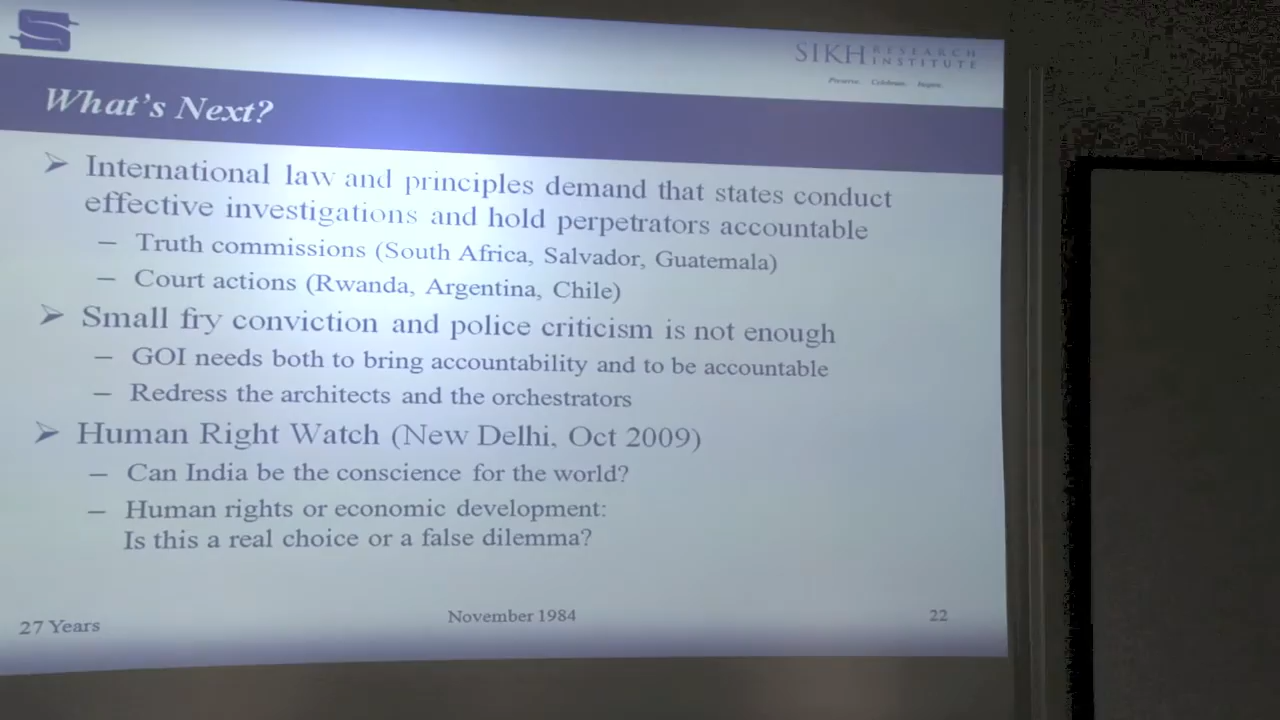 SIKH RESEARCH INSTITUTE
Preserve. Celebrate. Inspire.
What's Next?
➢ International law and principles demand that states conduct
effective investigations and hold perpetrators accountable
– Truth commissions (South Africa, Salvador, Guatemala)
– Court actions (Rwanda, Argentina, Chile)
➢ Small fry conviction and police criticism is not enough
– GOI needs both to bring accountability and to be accountable
– Redress the architects and the orchestrators
➢ Human Right Watch (New Delhi, Oct 2009)
– Can India be the conscience for the world?
– Human rights or economic development:
Is this a real choice or a false dilemma?
27 Years
November 1984
22